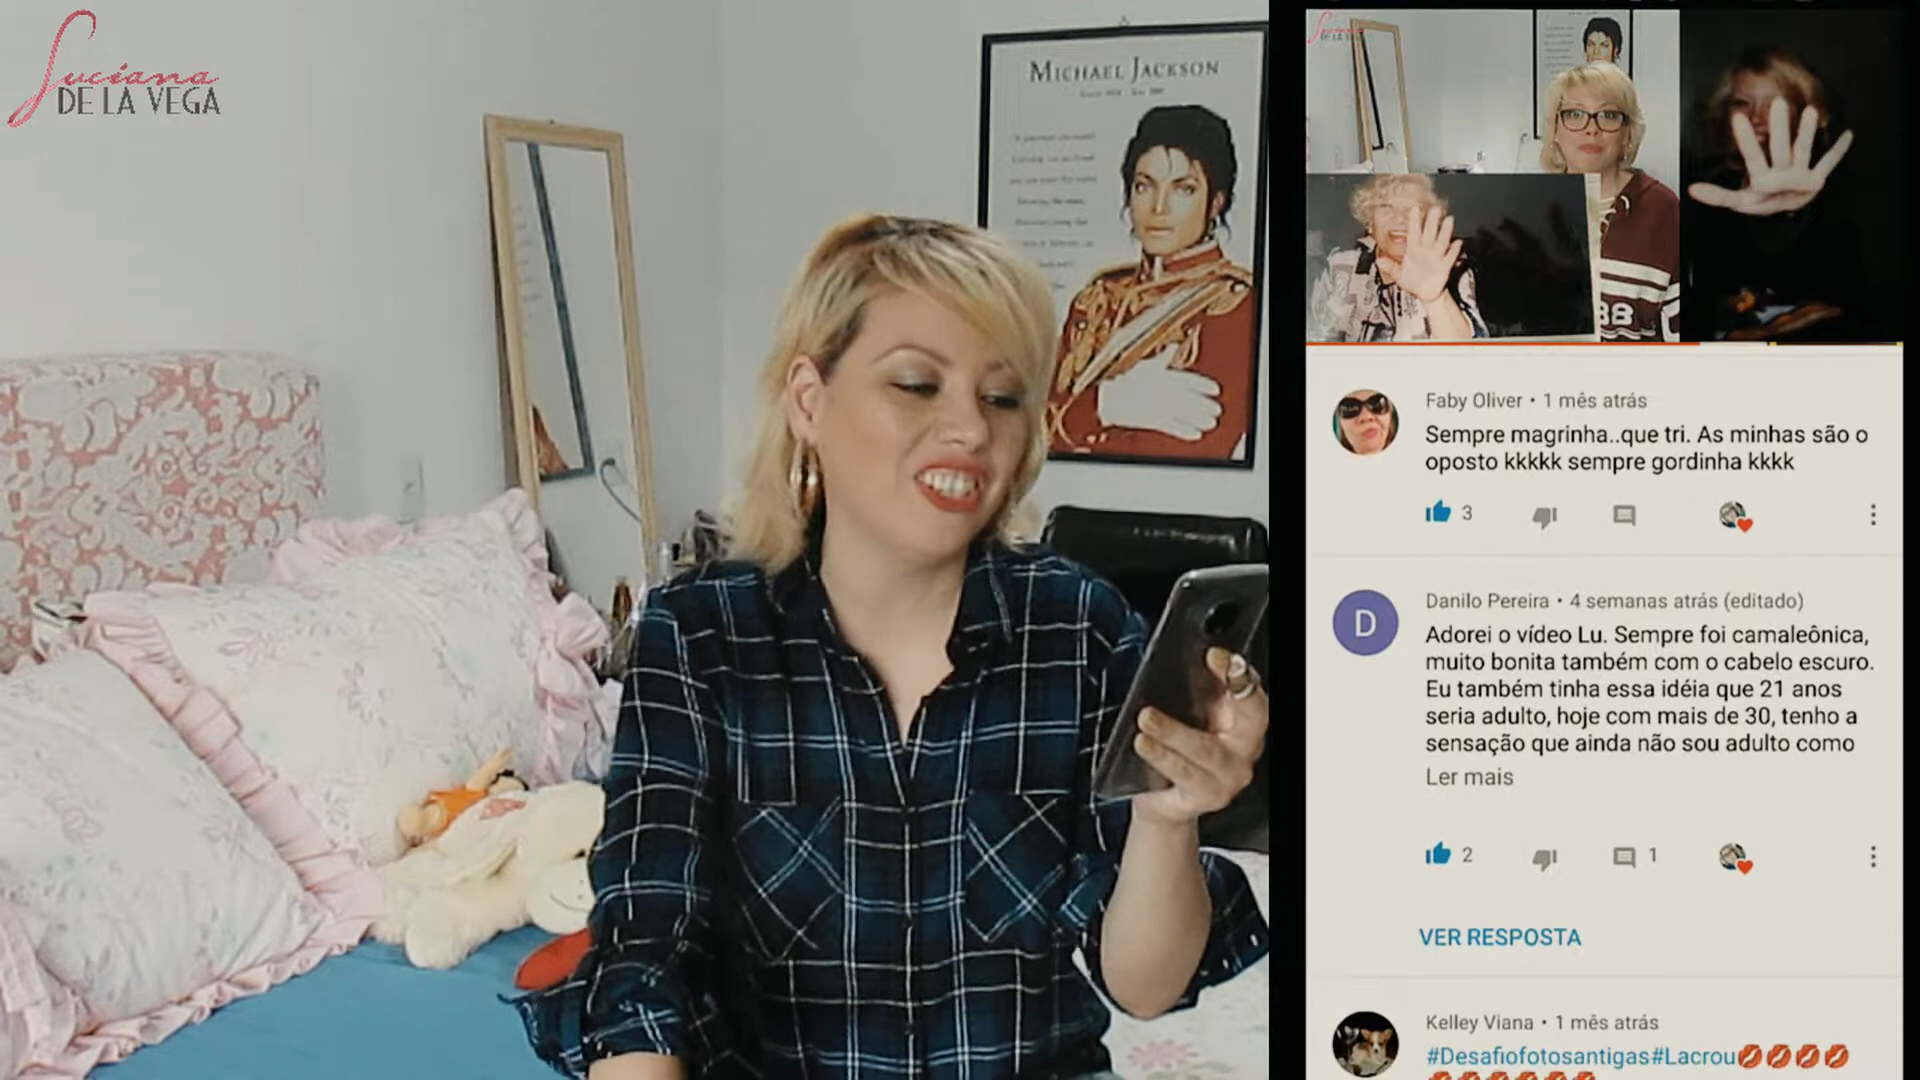 Luciana
DE LA VEGA
MICHAEL JACKSON
DE LA VEGA
88
Faby Oliver • 1 mês atrás
Sempre magrinha..que tri. As minhas são o
oposto kkkkk sempre gordinha kkkk
3
D
Danilo Pereira • 4 semanas atrás (editado)
Adorei o vídeo Lu. Sempre foi camaleônica,
muito bonita também com o cabelo escuro.
Eu também tinha essa idéia que 21 anos
seria adulto, hoje com mais de 30, tenho a
sensação que ainda não sou adulto como
Ler mais
2
1
VER RESPOSTA
Kelley Viana • 1 mês atrás
#Desafiofotosantigas#Lacrou💋💋💋💋